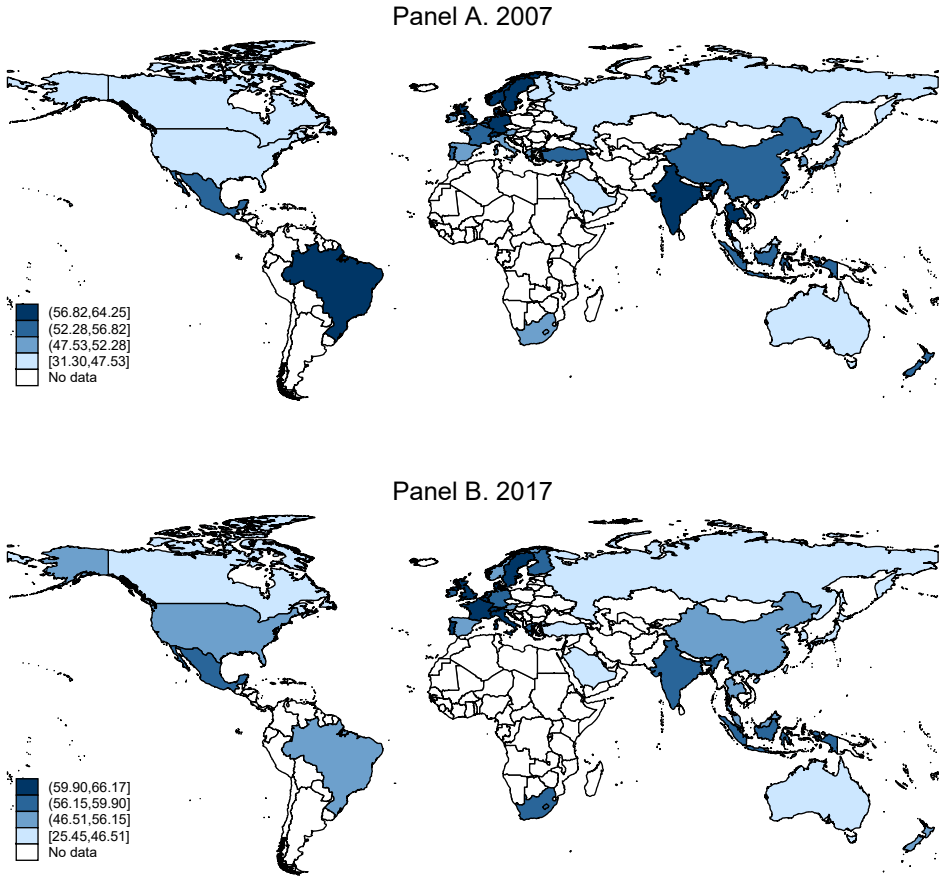 Panel A. 2007
(56.82,64.25]
(52.28,56.82]
(47.53,52.28]
[31.30,47.53]
No data
Panel B. 2017
(59.90,66.17]
(56.15,59.90]
(46.51,56.15]
[25.45,46.51]
No data